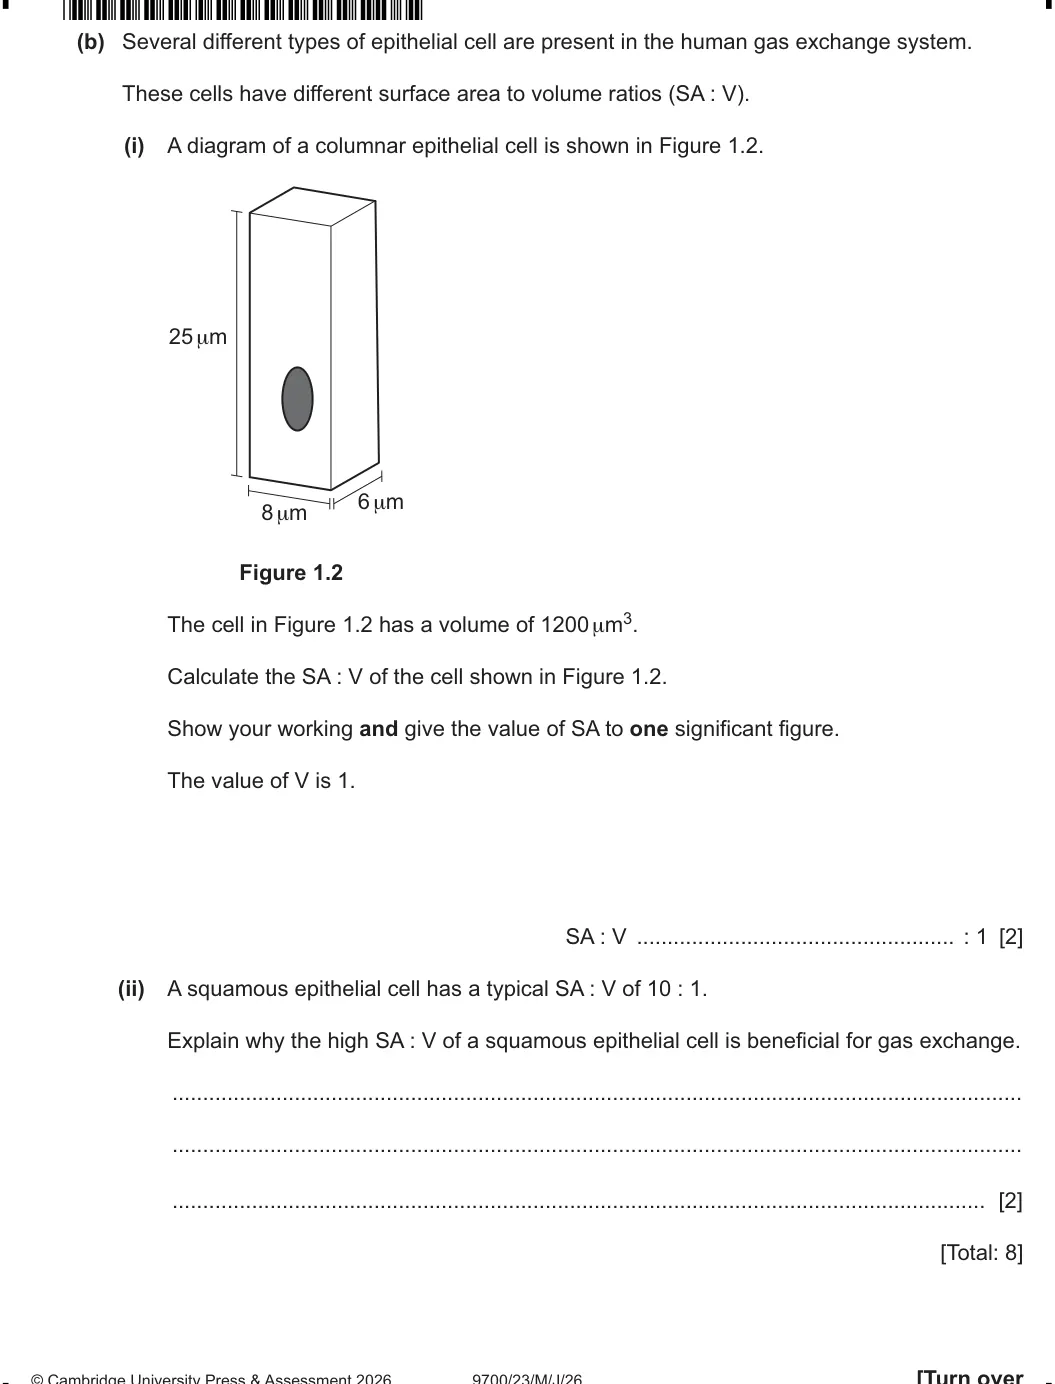 (b) Several different types of epithelial cell are present in the human gas exchange system.
These cells have different surface area to volume ratios (SA : V).
(i) A diagram of a columnar epithelial cell is shown in Figure 1.2.
25 µm
8 µm
6 µm
Figure 1.2
The cell in Figure 1.2 has a volume of 1200 µm³.
Calculate the SA : V of the cell shown in Figure 1.2.
Show your working and give the value of SA to one significant figure.
The value of V is 1.
SA : V .................................................... : 1 [2]
(ii) A squamous epithelial cell has a typical SA : V of 10 : 1.
Explain why the high SA : V of a squamous epithelial cell is beneficial for gas exchange.
............................................................................................................................................
............................................................................................................................................
...................................................................................................................................... [2]
[Total: 8]
© Cambridge University Press & Assessment 2026 9700/23/M/J/26 [Turn over